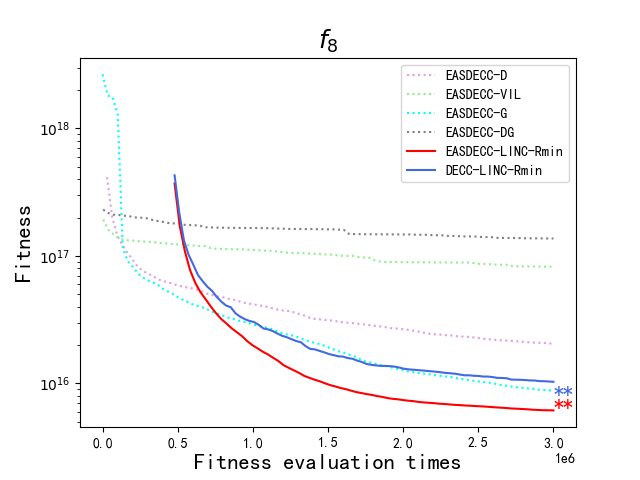 f8
EASDECC-D
EASDECC-VIL
EASDECC-G
EASDECC-DG
EASDECC-LINC-Rmin
DECC-LINC-Rmin
10^18
10^17
10^16
Fitness
**
**
0.0 0.5 1.0 1.5 2.0 2.5 3.0
1e6
Fitness evaluation times